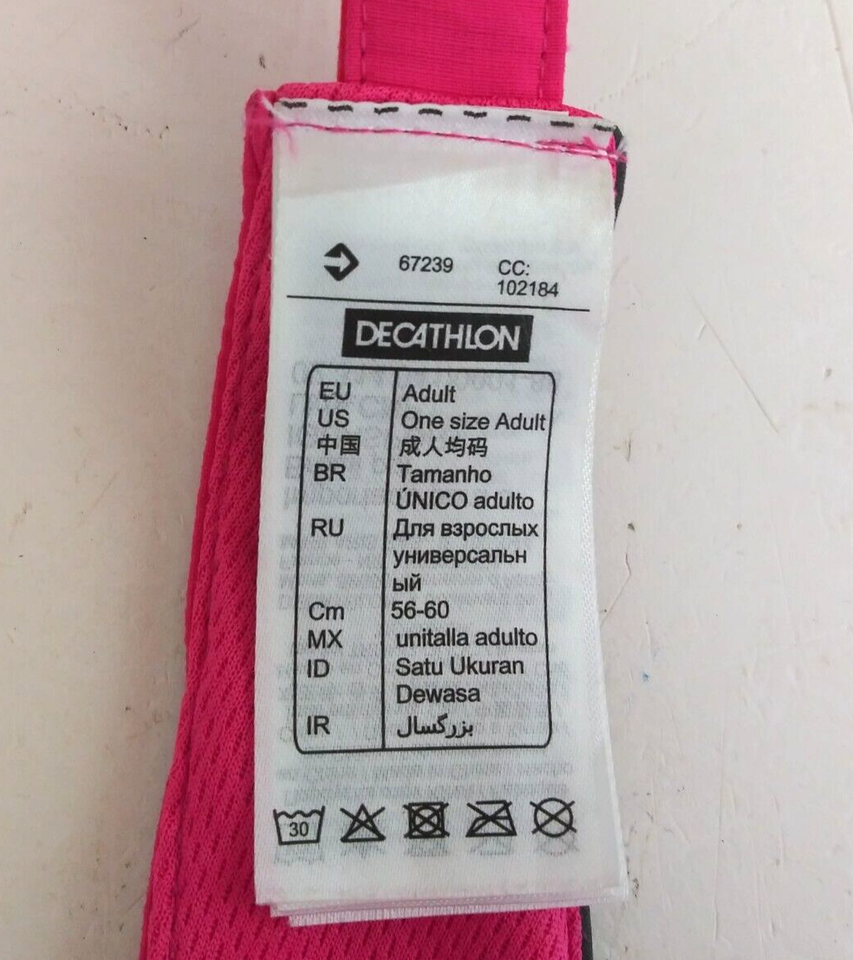 67239 CC:
102184
DECATHLON
EU Adult
US One size Adult
中国 成人均码
BR Tamanho
ÚNICO adulto
RU Для взрослых
универсальн
ый
Cm 56-60
MX unitalla adulto
ID Satu Ukuran
Dewasa
IR بزرگسال
30